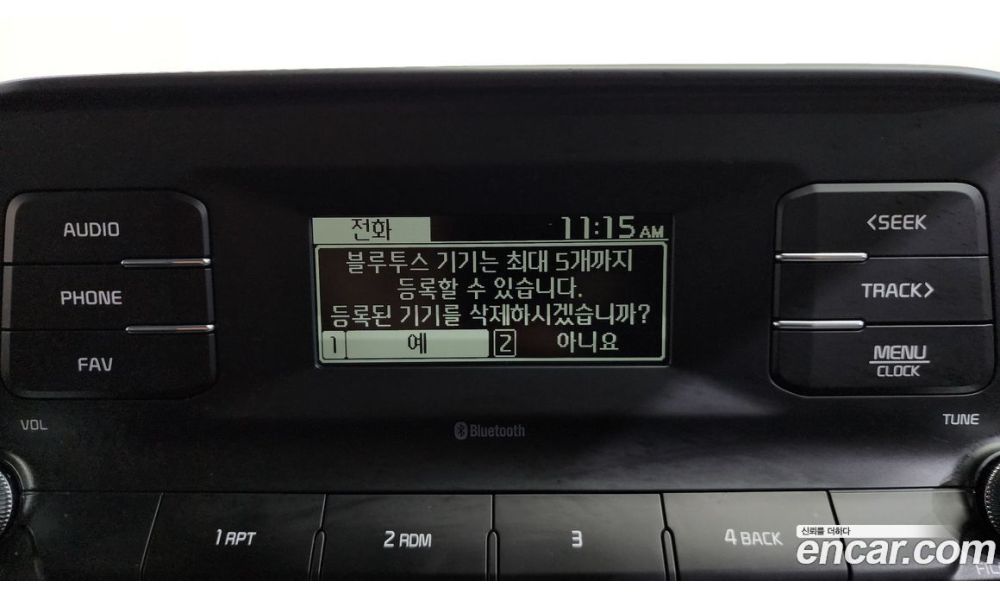 전화 11:15 AM
블루투스 기기는 최대 5개까지
등록할 수 있습니다.
등록된 기기를 삭제하시겠습니까?
1 예 2 아니요
AUDIO
PHONE
FAV
VOL
<SEEK
TRACK>
MENU
CLOCK
TUNE
Bluetooth
1 RPT 2 RDM 3 4 BACK
신뢰를 더하다
encar.com